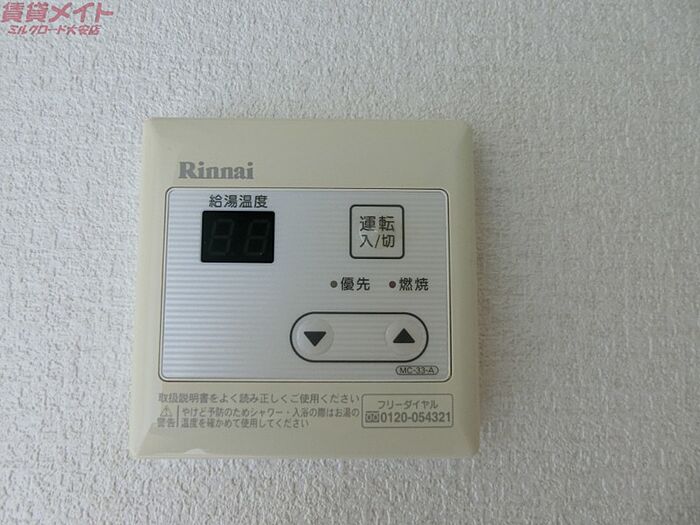 賃貸メイト
ミルクロード大安店
Rinnai
給湯温度
運転
入/切
優先
燃焼
MC-33-A
取扱説明書をよく読み正しくご使用ください
警告
やけど予防のためシャワー・入浴の際はお湯の
温度を確かめて使用してください
フリーダイヤル
0120-054321